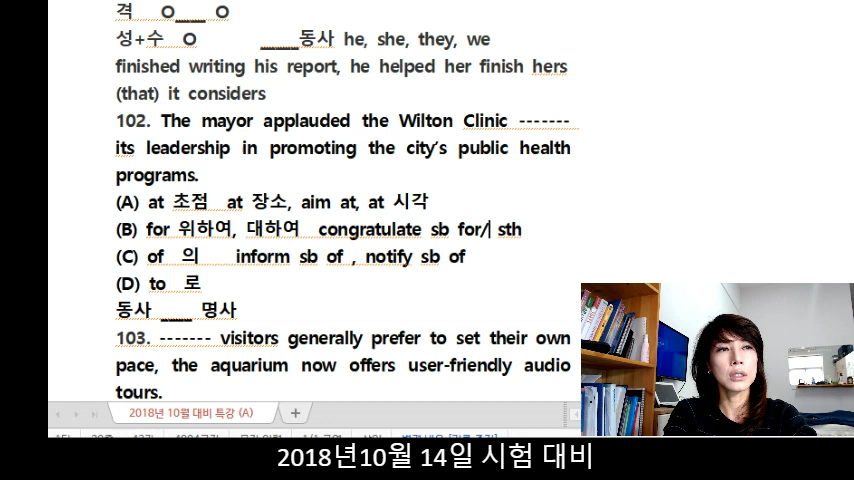 격 O____ O
성+수 O ____동사 he, she, they, we
finished writing his report, he helped her finish hers
(that) it considers
102. The mayor applauded the Wilton Clinic -------
its leadership in promoting the city's public health
programs.
(A) at 초점 at 장소, aim at, at 시각
(B) for 위하여, 대하여 congratulate sb for/ sth
(C) of 의 inform sb of , notify sb of
(D) to 로
동사 ____ 명사
103. ------- visitors generally prefer to set their own
pace, the aquarium now offers user-friendly audio
tours.
2018년 10월 대비 특강 (A)
2018년10월 14일 시험 대비